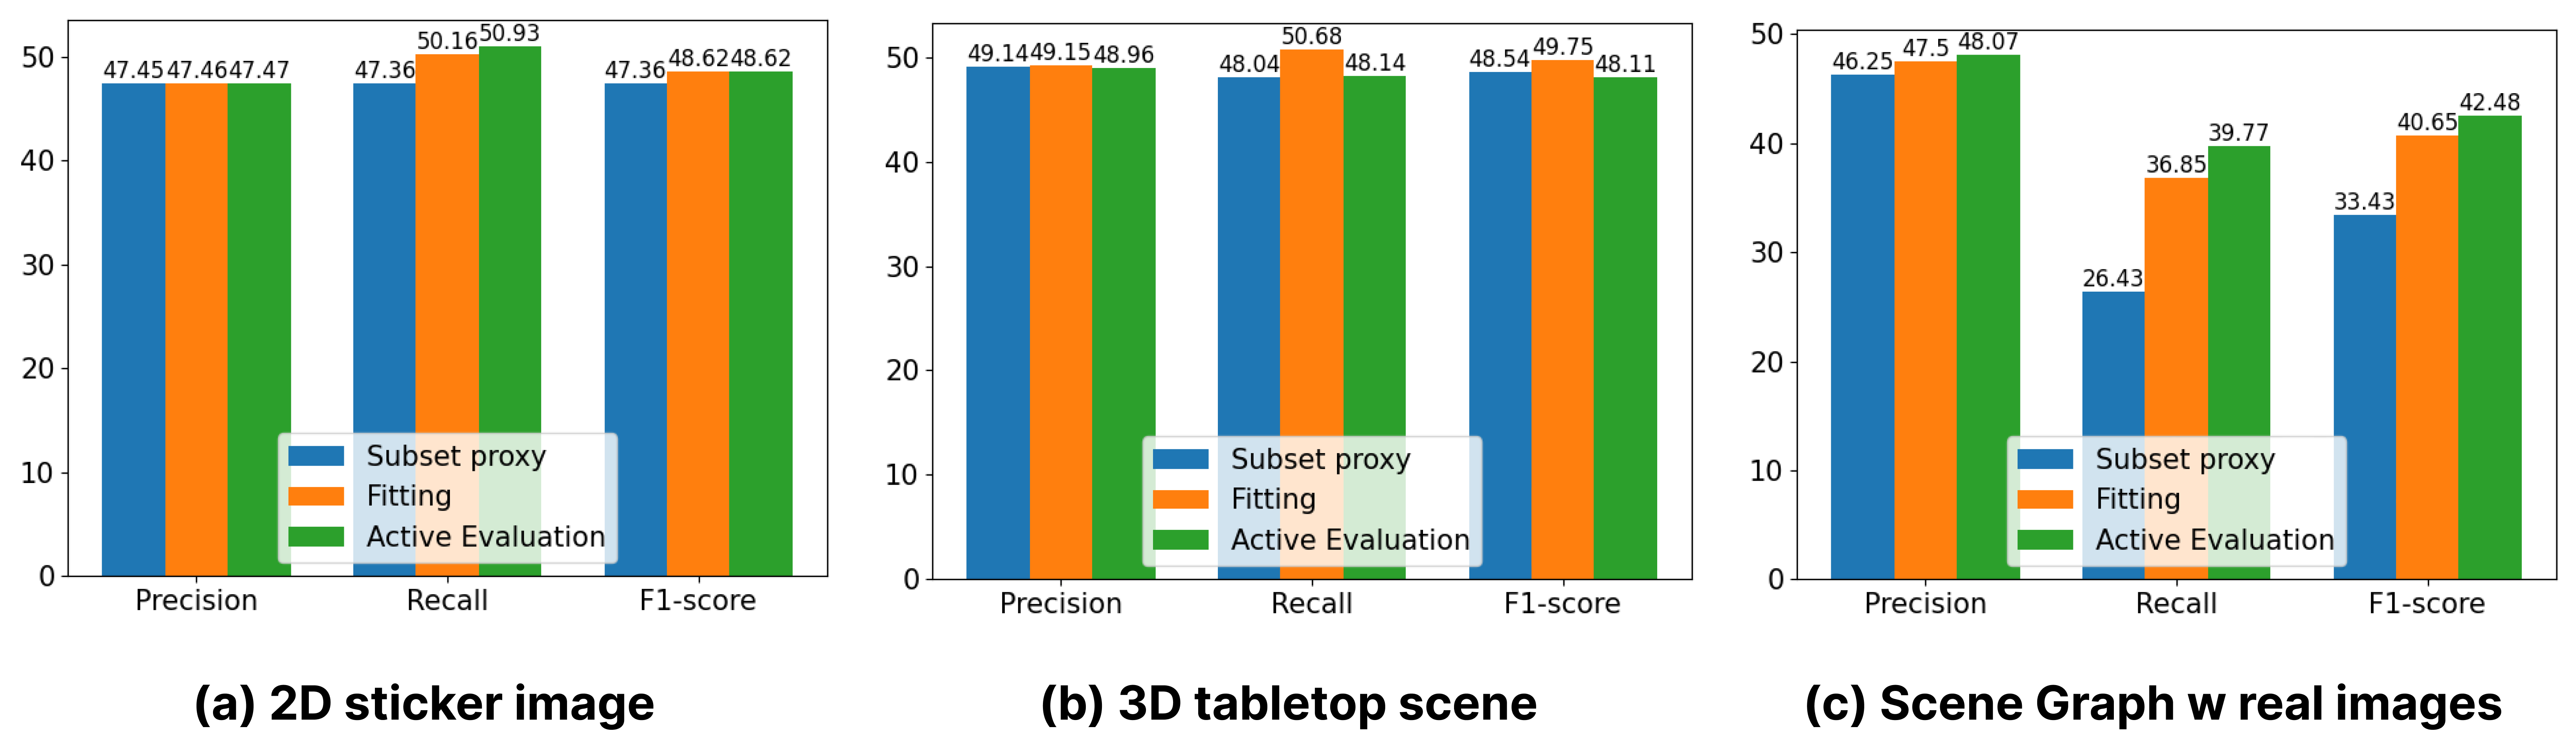 50
40
30
20
10
0
47.45 47.46 47.47
47.36 50.16 50.93
47.36 48.62 48.62
Subset proxy
Fitting
Active Evaluation
Precision Recall F1-score
(a) 2D sticker image
50
40
30
20
10
0
49.14 49.15 48.96
48.04 50.68 48.14
48.54 49.75 48.11
Subset proxy
Fitting
Active Evaluation
Precision Recall F1-score
(b) 3D tabletop scene
50
40
30
20
10
0
46.25 47.5 48.07
26.43 36.85 39.77
33.43 40.65 42.48
Subset proxy
Fitting
Active Evaluation
Precision Recall F1-score
(c) Scene Graph w real images